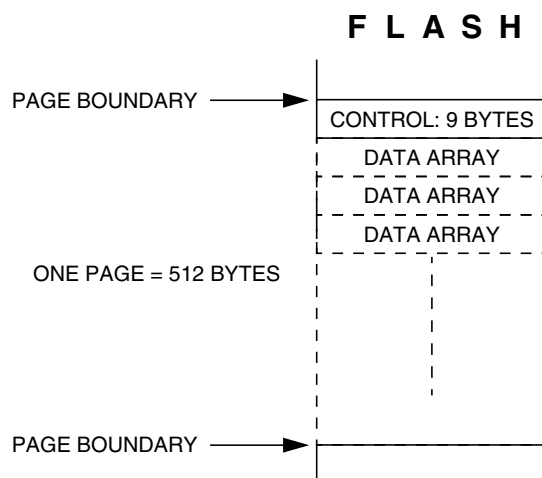 F L A S H
PAGE BOUNDARY
CONTROL: 9 BYTES
DATA ARRAY
DATA ARRAY
DATA ARRAY
ONE PAGE = 512 BYTES
PAGE BOUNDARY